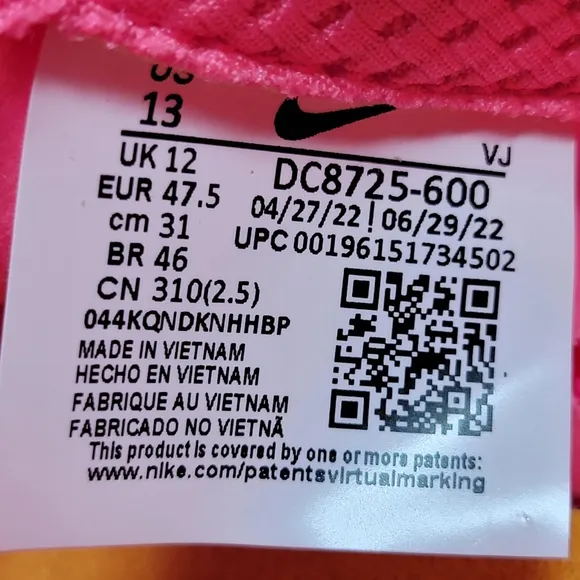 US
13
VJ
UK 12
DC8725-600
EUR 47.5
04/27/22 | 06/29/22
cm 31
UPC 00196151734502
BR 46
CN 310(2.5)
044KQNDKNHHBP
MADE IN VIETNAM
HECHO EN VIETNAM
FABRIQUE AU VIETNAM
FABRICADO NO VIETNÃ
This product is covered by one or more patents:
www.nike.com/patentsvirtualmarking